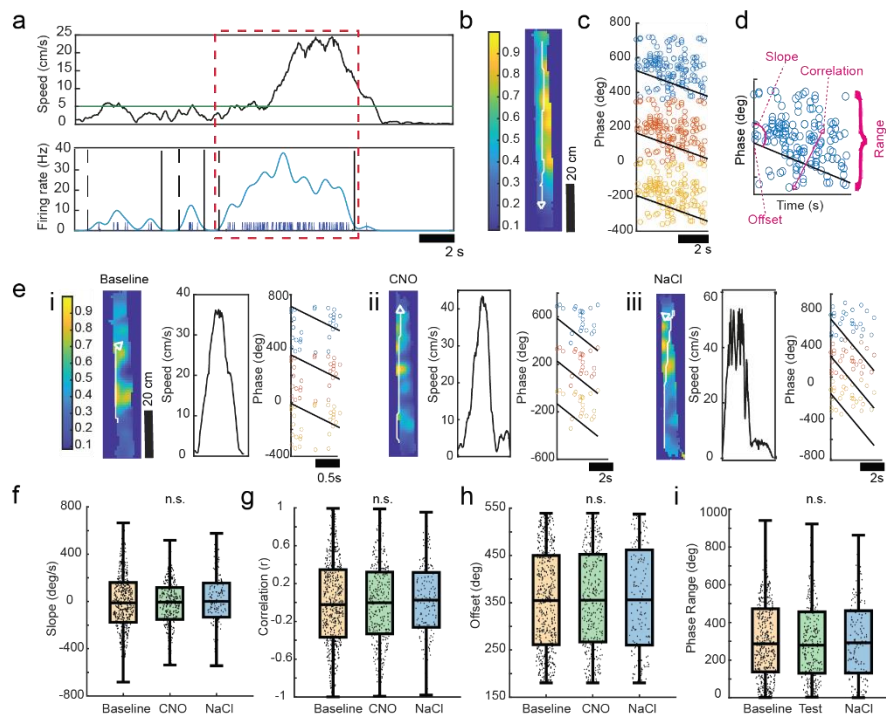 a
Speed (cm/s)
25
20
15
10
5
0
Firing rate (Hz)
40
30
20
10
0
2 s
b
0.9
0.8
0.7
0.6
0.5
0.4
0.3
0.2
0.1
20 cm
c
Phase (deg)
800
600
400
200
0
-200
-400
2 s
d
Slope
Correlation
Phase (deg)
Range
Time (s)
Offset
e
i
Baseline
0.9
0.8
0.7
0.6
0.5
0.4
0.3
0.2
0.1
20 cm
Speed (cm/s)
40
30
20
10
0
Phase (deg)
800
400
0
-400
0.5s
ii
CNO
Speed (cm/s)
40
30
20
10
0
Phase (deg)
600
200
-200
-600
2s
iii
NaCl
Speed (cm/s)
60
40
20
0
Phase (deg)
800
400
0
-400
-800
2s
f
n.s.
Slope (deg/s)
800
400
0
-400
-800
Baseline CNO NaCl
g
n.s.
Correlation (r)
1
0.6
0.2
-0.2
-0.6
-1
Baseline CNO NaCl
h
n.s.
Offset (deg)
550
450
350
250
150
Baseline CNO NaCl
i
n.s.
Phase Range (deg)
1000
800
600
400
200
0
Baseline Test NaCl